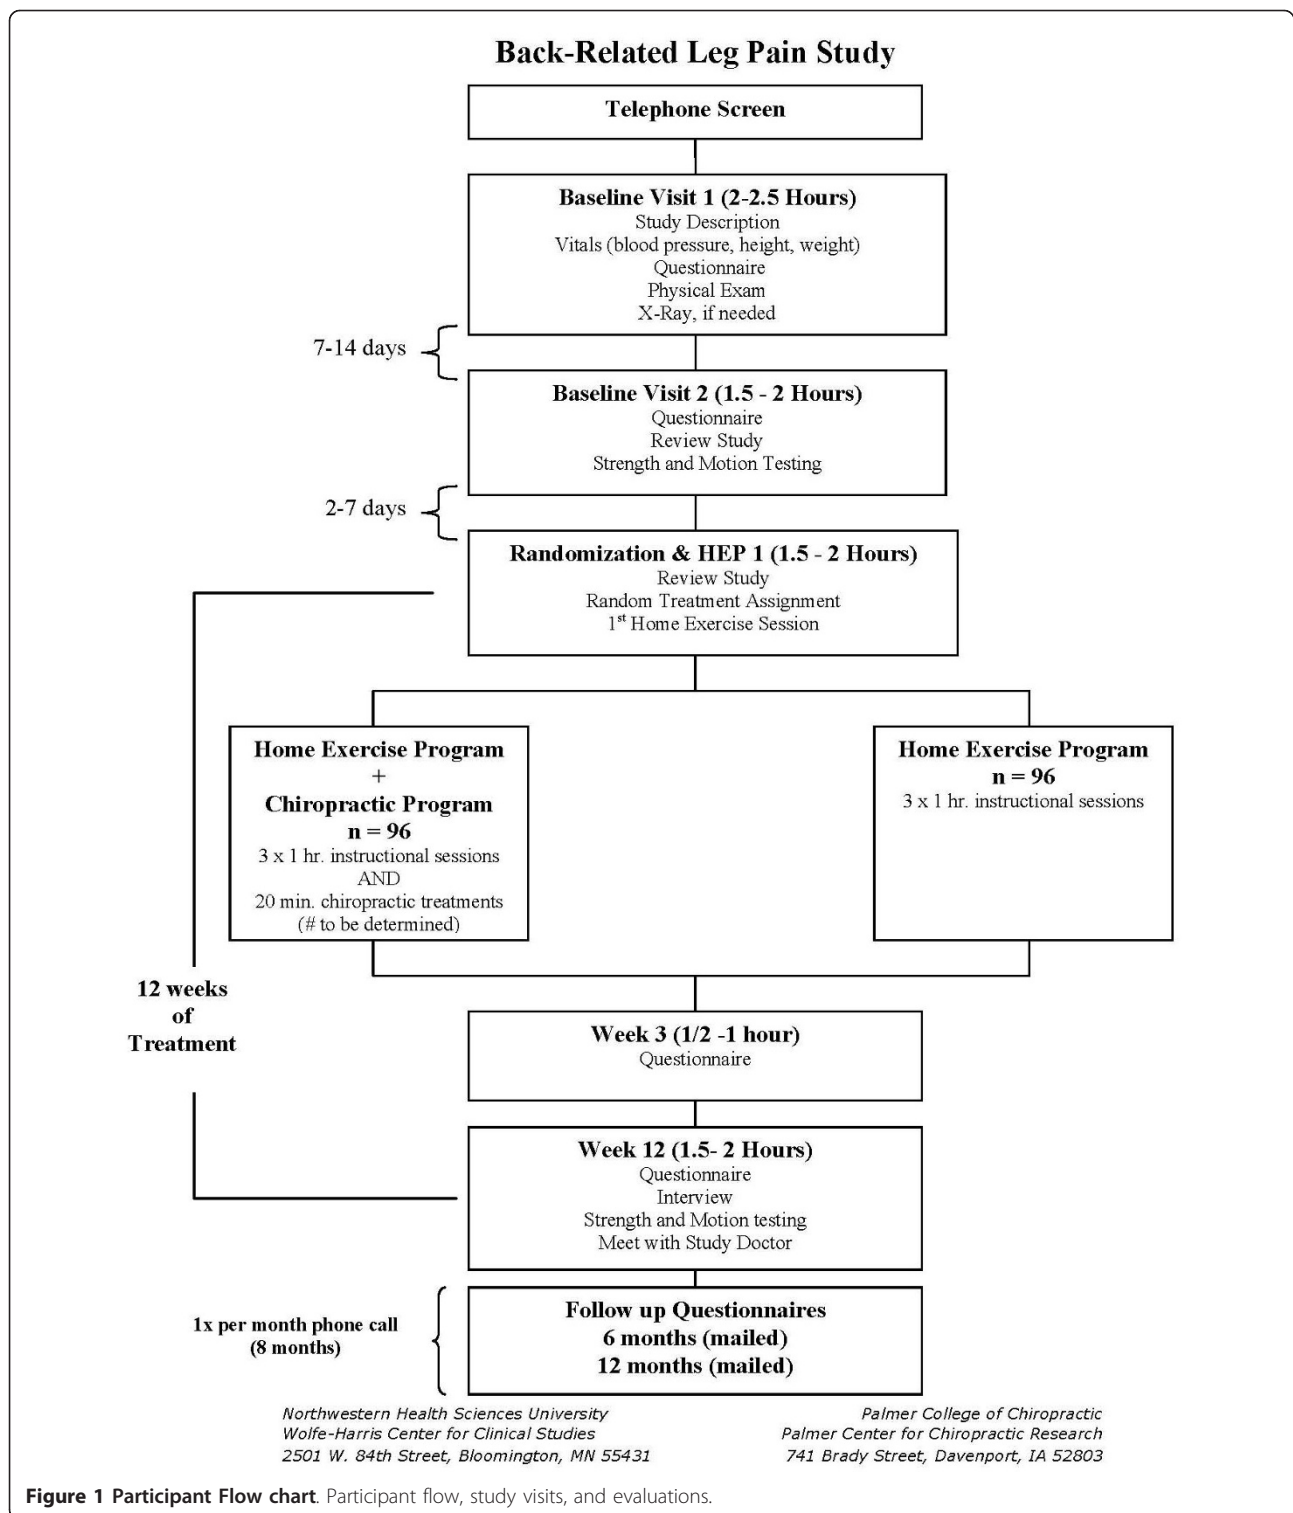 Back-Related Leg Pain Study
Telephone Screen
Baseline Visit 1 (2-2.5 Hours)
Study Description
Vitals (blood pressure, height, weight)
Questionnaire
Physical Exam
X-Ray, if needed
7-14 days
Baseline Visit 2 (1.5 - 2 Hours)
Questionnaire
Review Study
Strength and Motion Testing
2-7 days
Randomization & HEP 1 (1.5 - 2 Hours)
Review Study
Random Treatment Assignment
1st Home Exercise Session
Home Exercise Program
+
Chiropractic Program
n = 96
3 x 1 hr. instructional sessions
AND
20 min. chiropractic treatments
(# to be determined)
Home Exercise Program
n = 96
3 x 1 hr. instructional sessions
12 weeks
of
Treatment
Week 3 (1/2 -1 hour)
Questionnaire
Week 12 (1.5- 2 Hours)
Questionnaire
Interview
Strength and Motion testing
Meet with Study Doctor
1x per month phone call
(8 months)
Follow up Questionnaires
6 months (mailed)
12 months (mailed)
Northwestern Health Sciences University
Wolfe-Harris Center for Clinical Studies
2501 W. 84th Street, Bloomington, MN 55431
Palmer College of Chiropractic
Palmer Center for Chiropractic Research
741 Brady Street, Davenport, IA 52803
Figure 1 Participant Flow chart. Participant flow, study visits, and evaluations.